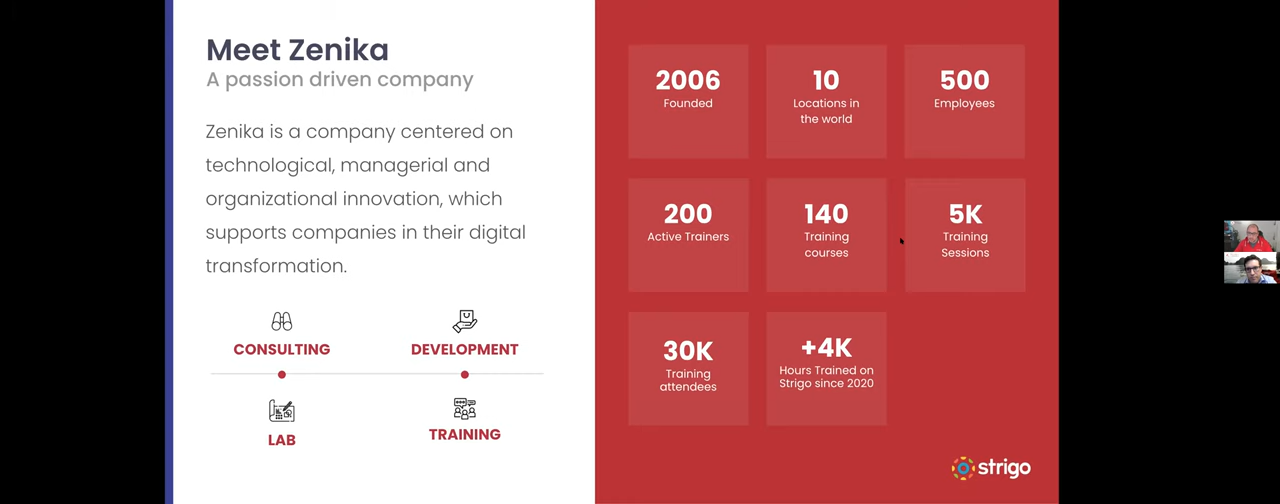 Meet Zenika
A passion driven company
Zenika is a company centered on
technological, managerial and
organizational innovation, which
supports companies in their digital
transformation.
CONSULTING
DEVELOPMENT
LAB
TRAINING
2006
Founded
10
Locations in
the world
500
Employees
200
Active Trainers
140
Training
courses
5K
Training
Sessions
30K
Training
attendees
+4K
Hours Trained on
Strigo since 2020
strigo